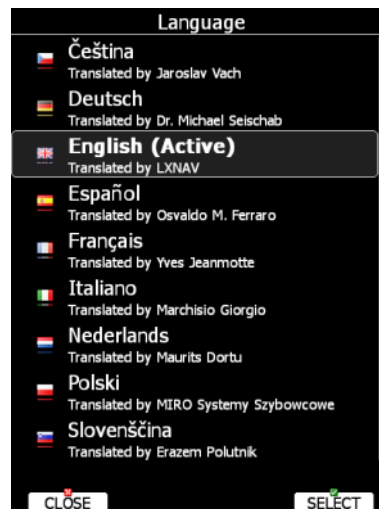 Language
Čeština
Translated by Jaroslav Vach
Deutsch
Translated by Dr. Michael Seischab
English (Active)
Translated by LXNAV
Español
Translated by Osvaldo M. Ferraro
Français
Translated by Yves Jeanmotte
Italiano
Translated by Marchisio Giorgio
Nederlands
Translated by Maurits Dortu
Polski
Translated by MIRO Systemy Szybowcowe
Slovenščina
Translated by Erazem Polutnik
CLOSE SELECT